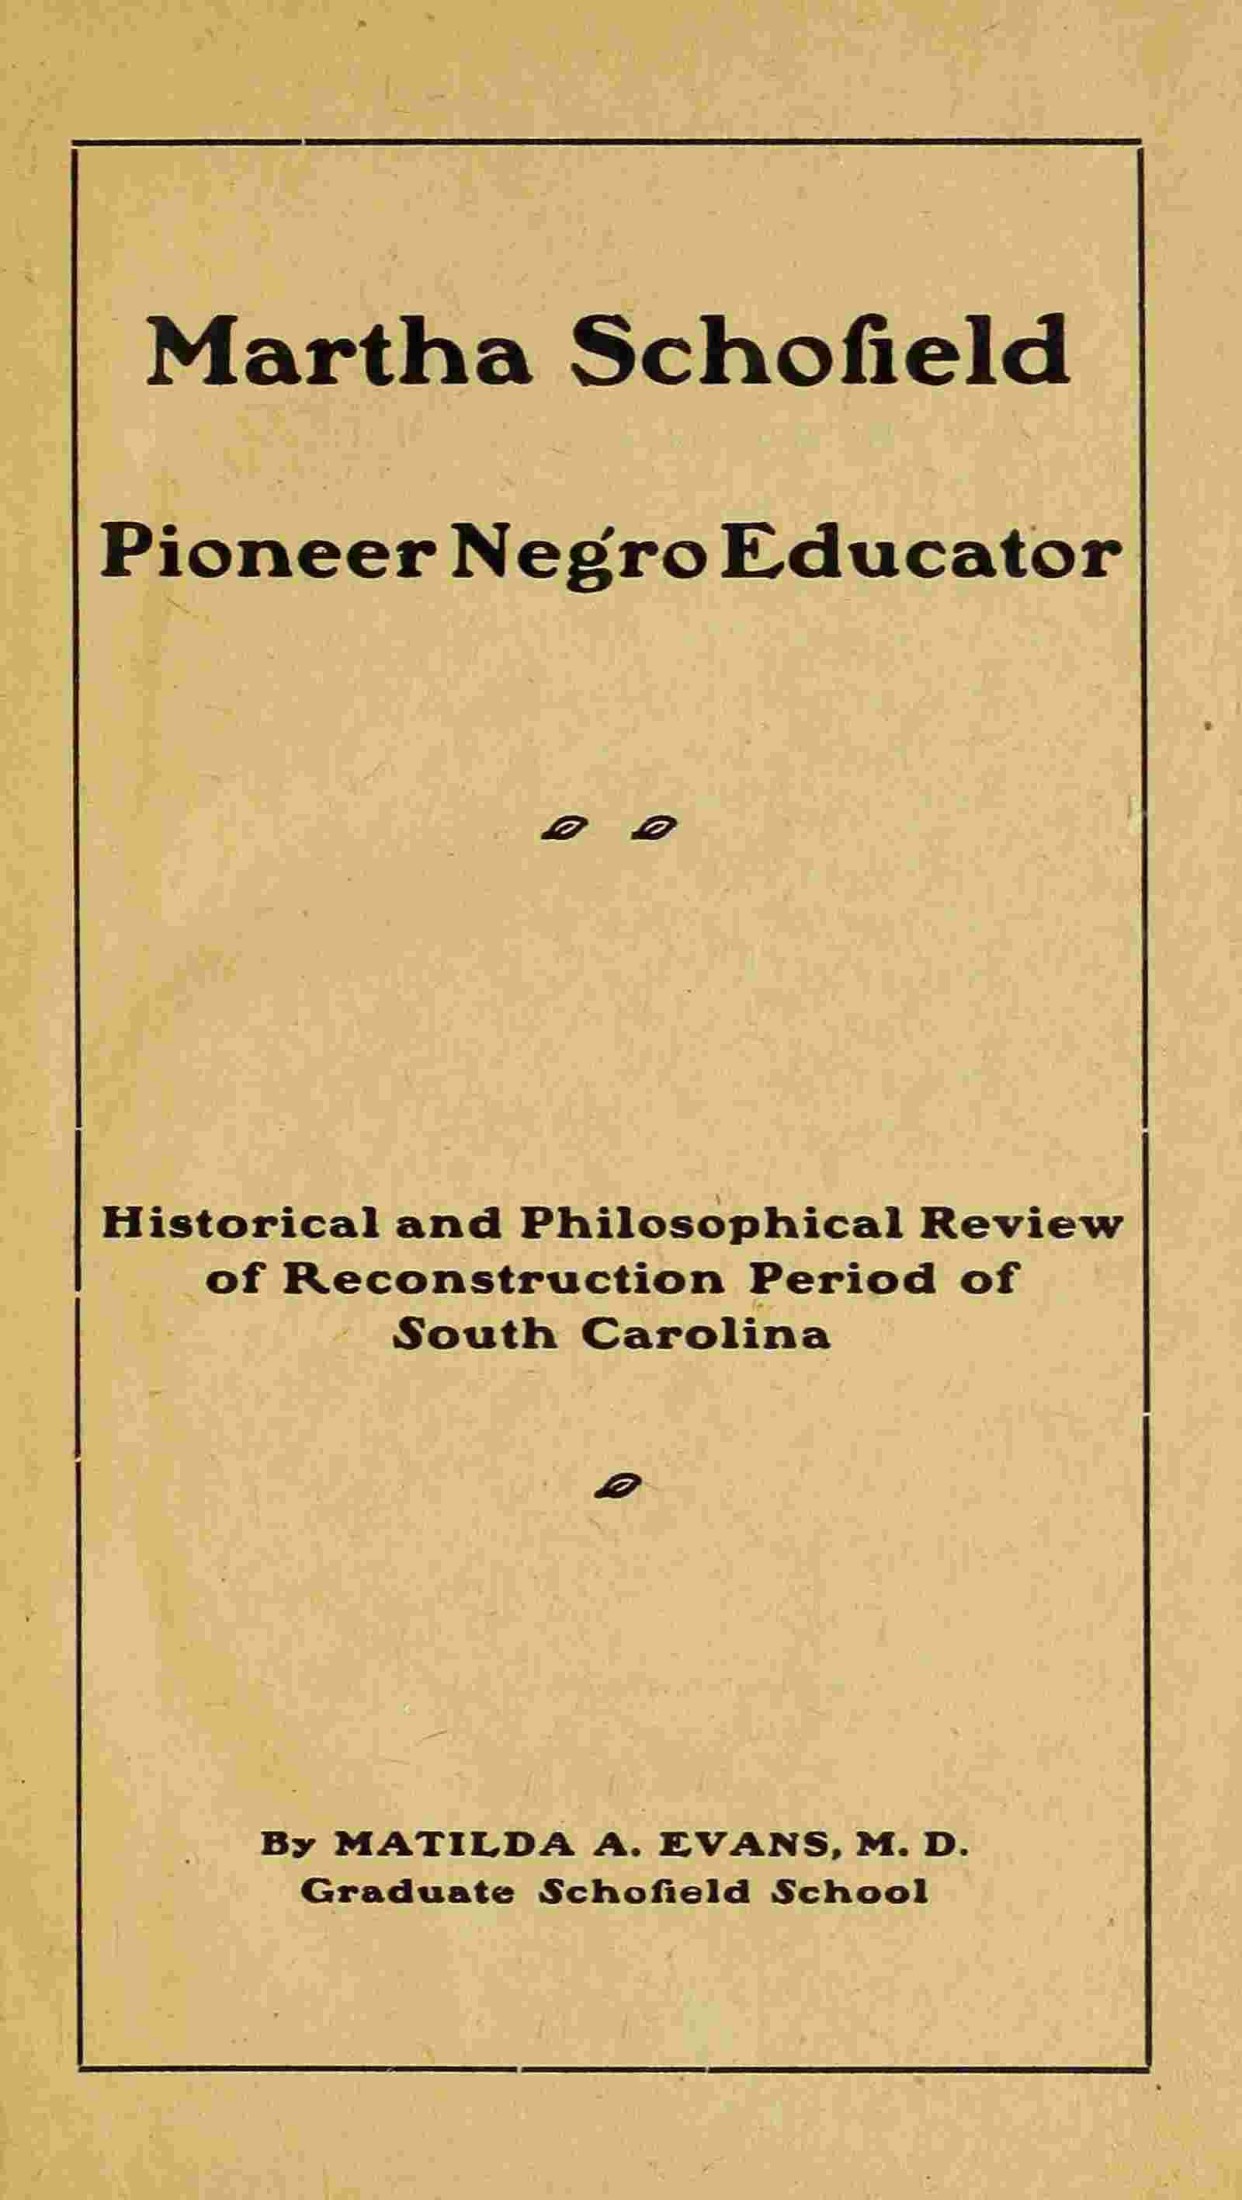 Martha Schofield
Pioneer Negro Educator
Historical and Philosophical Review
of Reconstruction Period of
South Carolina
By MATILDA A. EVANS, M. D.
Graduate Schofield School